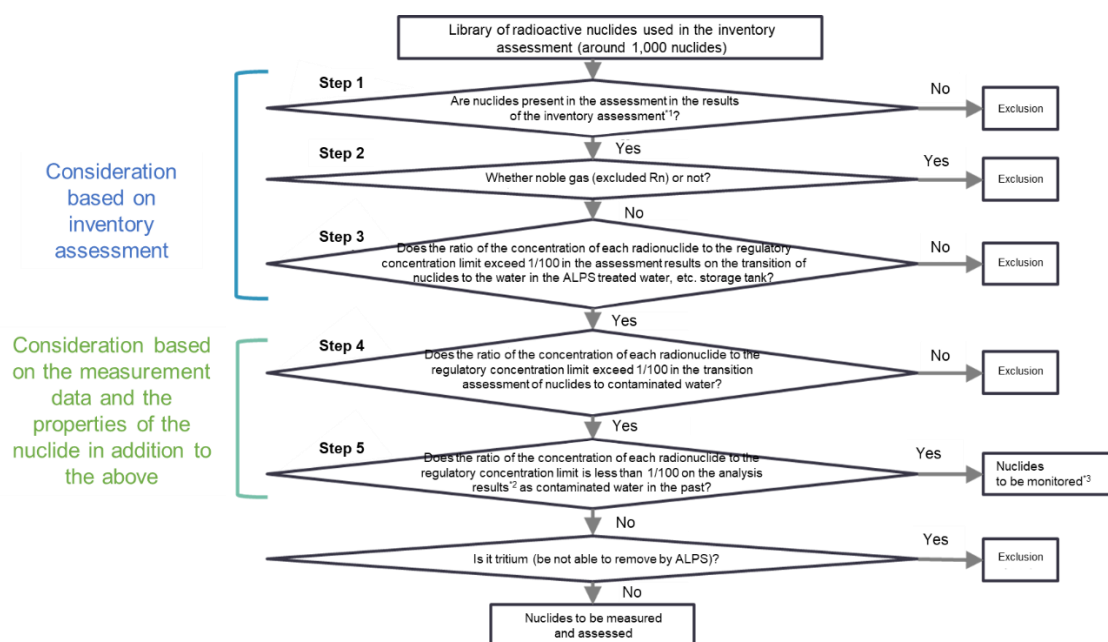 Library of radioactive nuclides used in the inventory
assessment (around 1,000 nuclides)
Step 1
No
Are nuclides present in the assessment in the results
of the inventory assessment*1?
Exclusion
Yes
Step 2
Yes
Whether noble gas (excluded Rn) or not?
Exclusion
Consideration
based on
inventory
assessment
No
Step 3
No
Does the ratio of the concentration of each radionuclide to the regulatory
concentration limit exceed 1/100 in the assessment results on the transition of
nuclides to the water in the ALPS treated water, etc. storage tank?
Exclusion
Yes
Consideration based
on the measurement
data and the
properties of the
nuclide in addition to
the above
Step 4
No
Does the ratio of the concentration of each radionuclide to the
regulatory concentration limit exceed 1/100 in the transition
assessment of nuclides to contaminated water?
Exclusion
Yes
Step 5
Yes
Does the ratio of the concentration of each radionuclide to the
regulatory concentration limit is less than 1/100 on the analysis
results*2 as contaminated water in the past?
Nuclides
to be monitored*3
No
Yes
Is it tritium (be not able to remove by ALPS)?
Exclusion
No
Nuclides to be measured
and assessed